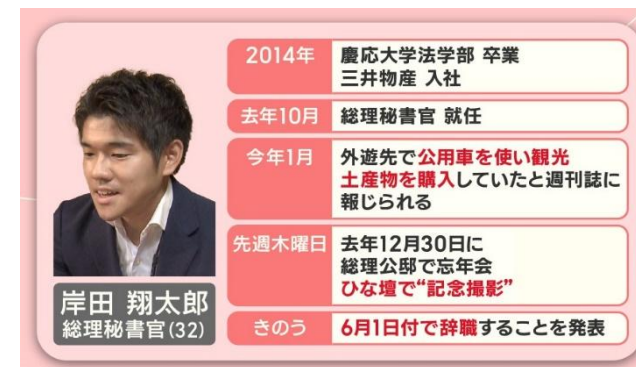 2014年
慶応大学法学部 卒業
三井物産 入社
去年10月
総理秘書官 就任
今年1月
外遊先で公用車を使い観光
土産物を購入していたと週刊誌に
報じられる
先週木曜日
去年12月30日に
総理公邸で忘年会
ひな壇で“記念撮影”
きのう
6月1日付で辞職することを発表
岸田 翔太郎
総理秘書官(32)